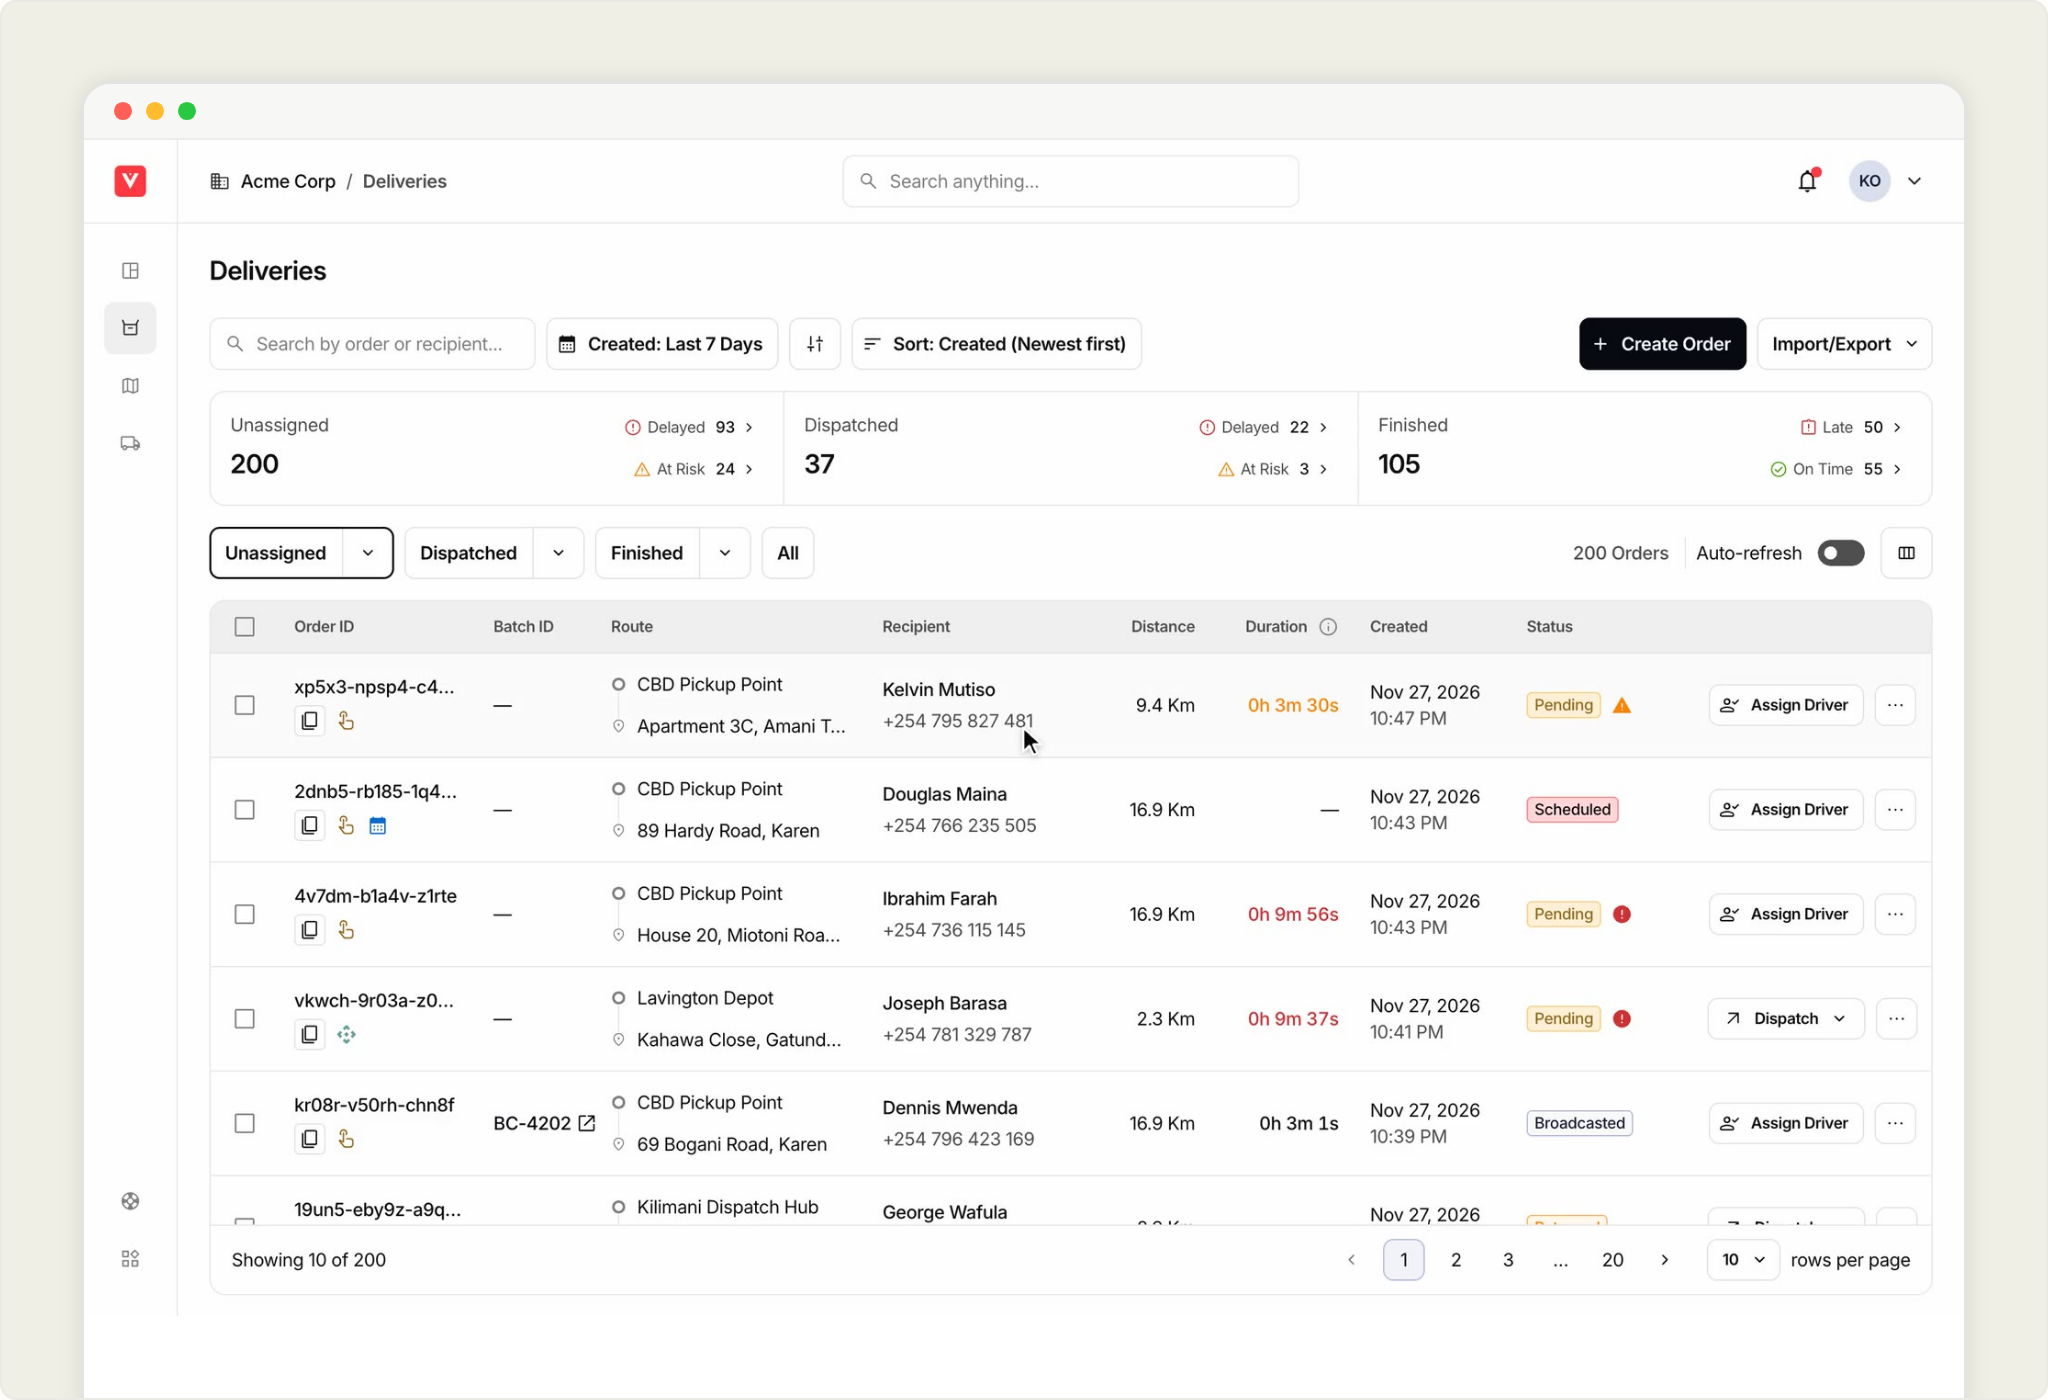 Acme Corp / Deliveries
Search anything...
KO
Deliveries
Search by order or recipient...
Created: Last 7 Days
Sort: Created (Newest first)
+ Create Order
Import/Export
Unassigned
200
Delayed 93 >
At Risk 24 >
Dispatched
37
Delayed 22 >
At Risk 3 >
Finished
105
Late 50 >
On Time 55 >
Unassigned
Dispatched
Finished
All
200 Orders
Auto-refresh
Order ID Batch ID Route Recipient Distance Duration Created Status
xp5x3-npsp4-c4...
—
CBD Pickup Point
Apartment 3C, Amani T...
Kelvin Mutiso
+254 795 827 481
9.4 Km
0h 3m 30s
Nov 27, 2026
10:47 PM
Pending
Assign Driver
...
2dnb5-rb185-1q4...
—
CBD Pickup Point
89 Hardy Road, Karen
Douglas Maina
+254 766 235 505
16.9 Km
—
Nov 27, 2026
10:43 PM
Scheduled
Assign Driver
...
4v7dm-b1a4v-z1rte
—
CBD Pickup Point
House 20, Miotoni Roa...
Ibrahim Farah
+254 736 115 145
16.9 Km
0h 9m 56s
Nov 27, 2026
10:43 PM
Pending
Assign Driver
...
vkwch-9r03a-z0...
—
Lavington Depot
Kahawa Close, Gatund...
Joseph Barasa
+254 781 329 787
2.3 Km
0h 9m 37s
Nov 27, 2026
10:41 PM
Pending
Dispatch
...
kr08r-v50rh-chn8f
BC-4202
CBD Pickup Point
69 Bogani Road, Karen
Dennis Mwenda
+254 796 423 169
16.9 Km
0h 3m 1s
Nov 27, 2026
10:39 PM
Broadcasted
Assign Driver
...
19un5-eby9z-a9q...
Kilimani Dispatch Hub
George Wafula
Nov 27, 2026
Showing 10 of 200
< 1 2 3 ... 20 >
10
rows per page